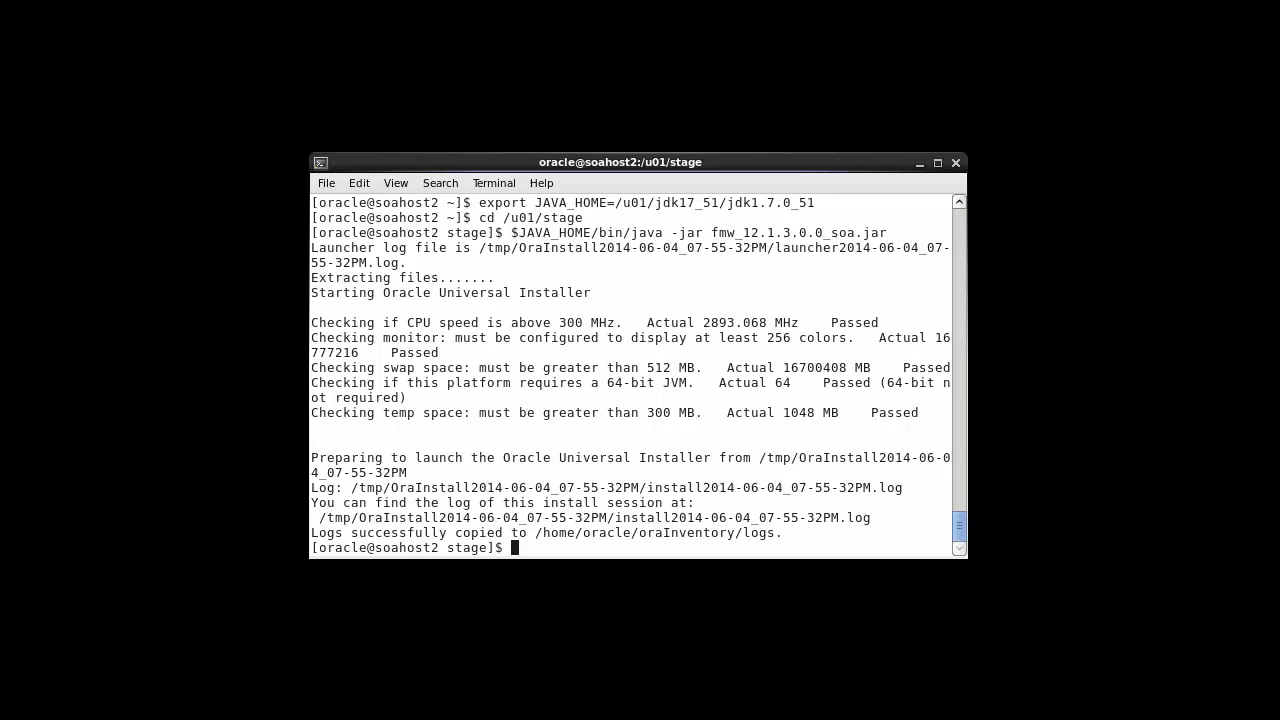 oracle@soahost2:/u01/stage
File Edit View Search Terminal Help
[oracle@soahost2 ~]$ export JAVA_HOME=/u01/jdk17_51/jdk1.7.0_51
[oracle@soahost2 ~]$ cd /u01/stage
[oracle@soahost2 stage]$ $JAVA_HOME/bin/java -jar fmw_12.1.3.0.0_soa.jar
Launcher log file is /tmp/OraInstall2014-06-04_07-55-32PM/launcher2014-06-04_07-
55-32PM.log.
Extracting files.......
Starting Oracle Universal Installer
Checking if CPU speed is above 300 MHz.   Actual 2893.068 MHz    Passed
Checking monitor: must be configured to display at least 256 colors.   Actual 16
777216    Passed
Checking swap space: must be greater than 512 MB.   Actual 16700408 MB    Passed
Checking if this platform requires a 64-bit JVM.   Actual 64    Passed (64-bit n
ot required)
Checking temp space: must be greater than 300 MB.   Actual 1048 MB    Passed
Preparing to launch the Oracle Universal Installer from /tmp/OraInstall2014-06-0
4_07-55-32PM
Log: /tmp/OraInstall2014-06-04_07-55-32PM/install2014-06-04_07-55-32PM.log
You can find the log of this install session at:
 /tmp/OraInstall2014-06-04_07-55-32PM/install2014-06-04_07-55-32PM.log
Logs successfully copied to /home/oracle/oraInventory/logs.
[oracle@soahost2 stage]$